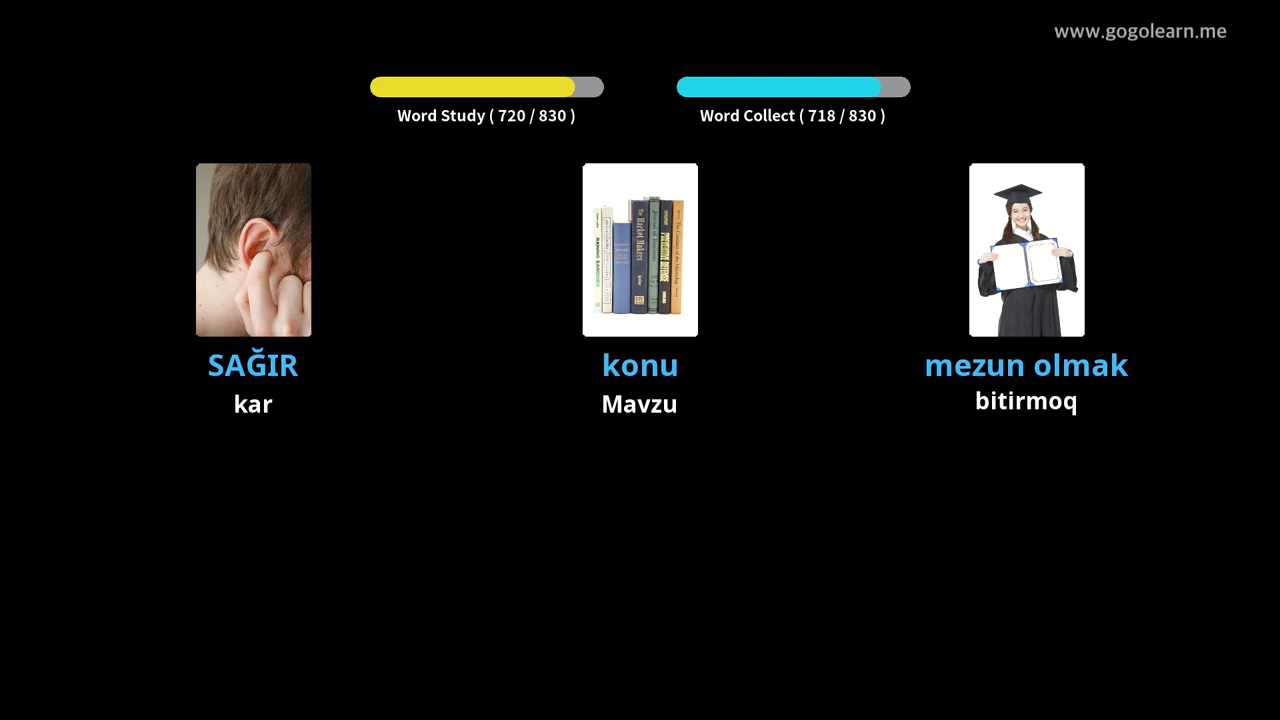 www.gogolearn.me
Word Study ( 720 / 830 )
Word Collect ( 718 / 830 )
SAĞIR
konu
mezun olmak
kar
Mavzu
bitirmoq